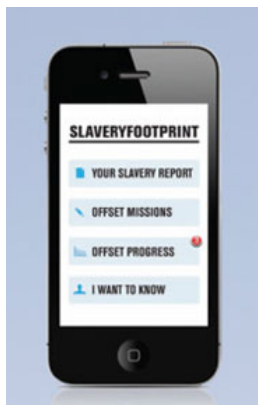 SLAVERYFOOTPRINT
YOUR SLAVERY REPORT
OFFSET MISSIONS
OFFSET PROGRESS
I WANT TO KNOW